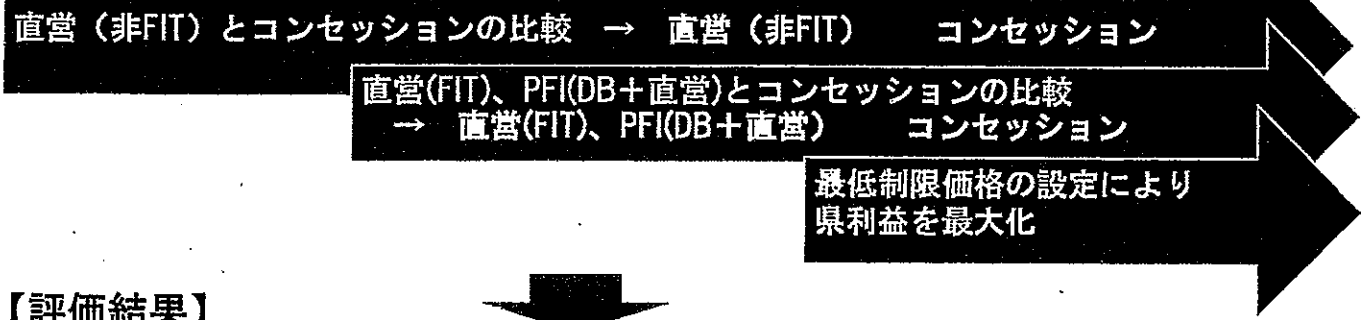 直営（非FIT）とコンセッションの比較 → 直営（非FIT） コンセッション
直営(FIT)、PFI(DB＋直営)とコンセッションの比較
→ 直営(FIT)、PFI(DB＋直営) コンセッション
最低制限価格の設定により
県利益を最大化
【評価結果】